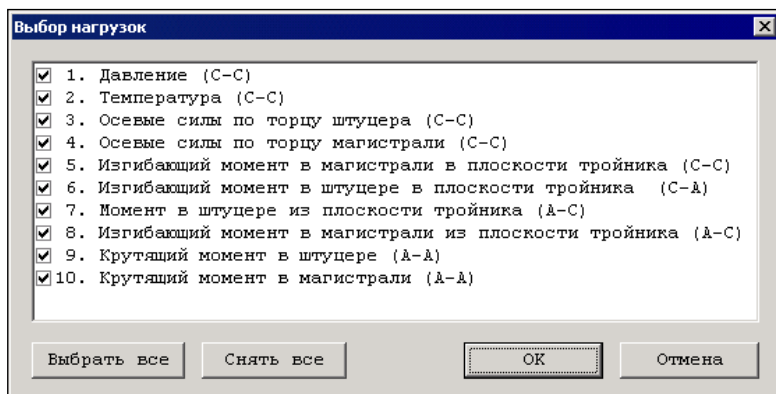 Выбор нагрузок
1. Давление (С-С)
2. Температура (С-С)
3. Осевые силы по торцу штуцера (С-С)
4. Осевые силы по торцу магистрали (С-С)
5. Изгибающий момент в магистрали в плоскости тройника (С-С)
6. Изгибающий момент в штуцере в плоскости тройника (С-А)
7. Момент в штуцере из плоскости тройника (А-С)
8. Изгибающий момент в магистрали из плоскости тройника (А-С)
9. Крутящий момент в штуцере (А-А)
10. Крутящий момент в магистрали (А-А)
Выбрать все Снять все OK Отмена